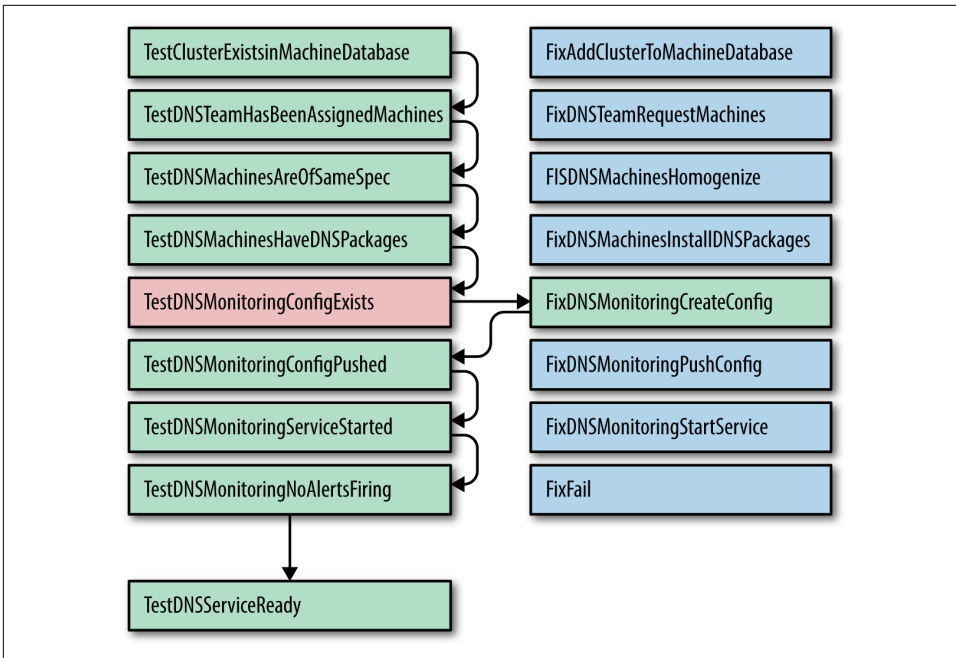 TestClusterExistsinMachineDatabase
FixAddClusterToMachineDatabase
TestDNSTeamHasBeenAssignedMachines
FixDNSTeamRequestMachines
TestDNSMachinesAreOfSameSpec
FISDNSMachinesHomogenize
TestDNSMachinesHaveDNSPackages
FixDNSMachinesInstallDNSPackages
TestDNSMonitoringConfigExists
FixDNSMonitoringCreateConfig
TestDNSMonitoringConfigPushed
FixDNSMonitoringPushConfig
TestDNSMonitoringServiceStarted
FixDNSMonitoringStartService
TestDNSMonitoringNoAlertsFiring
FixFail
TestDNSServiceReady